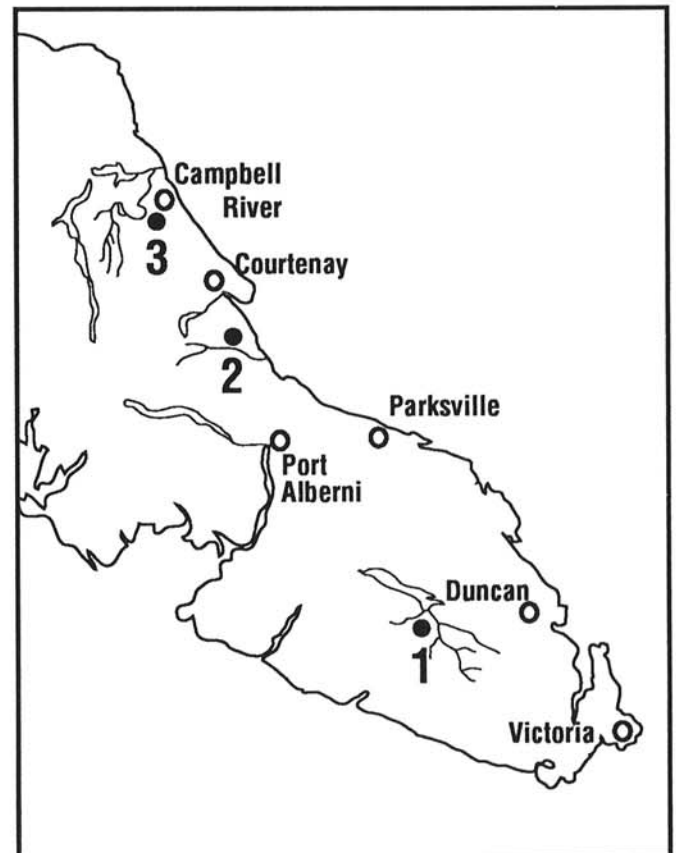 Campbell
River
3
Courtenay
2
Parksville
Port
Alberni
Duncan
1
Victoria